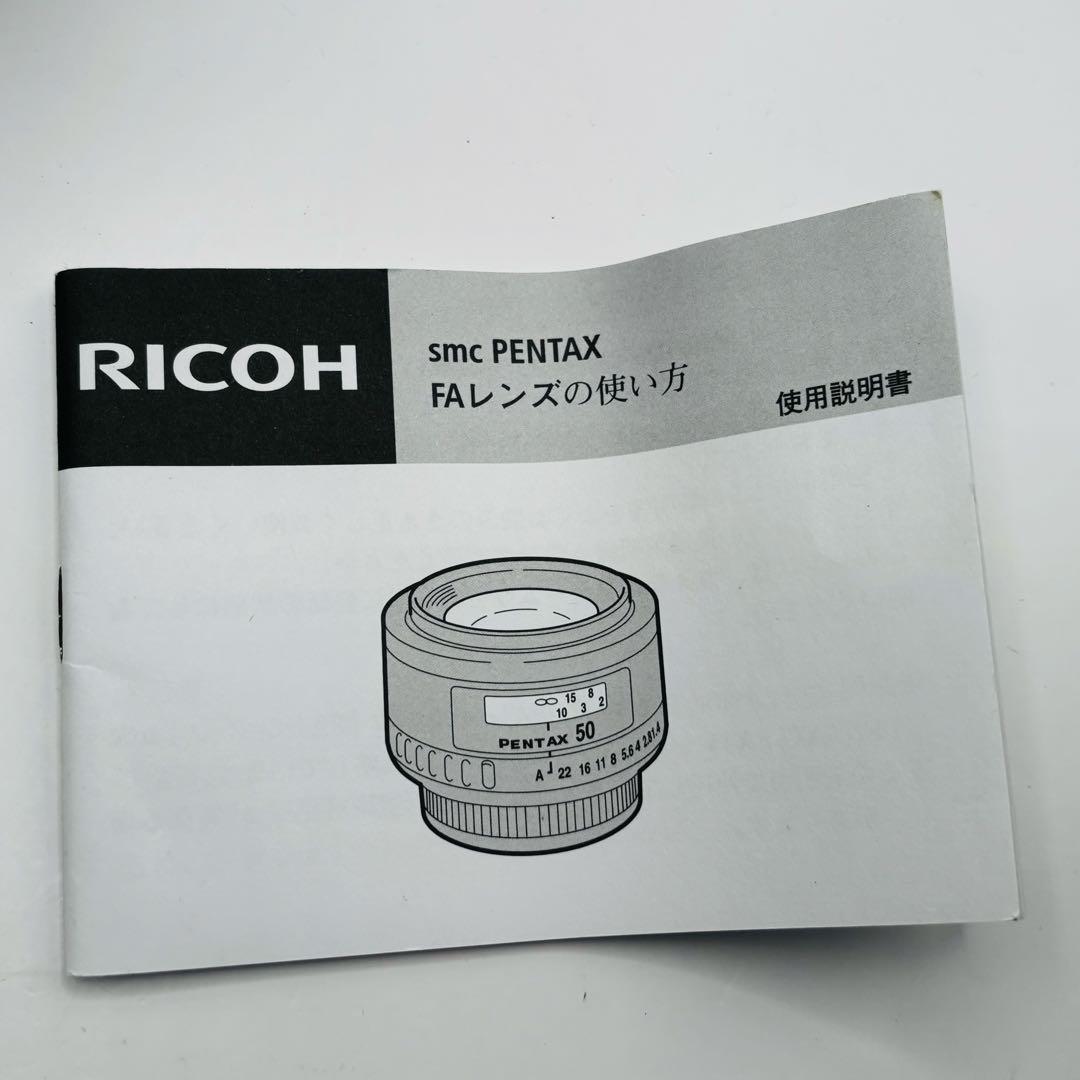 RICOH
smc PENTAX
FAレンズの使い方
使用説明書
∞ 15 8
10 3 2
PENTAX 50
A 22 16 11 8 5.6 4 2.8 1.4